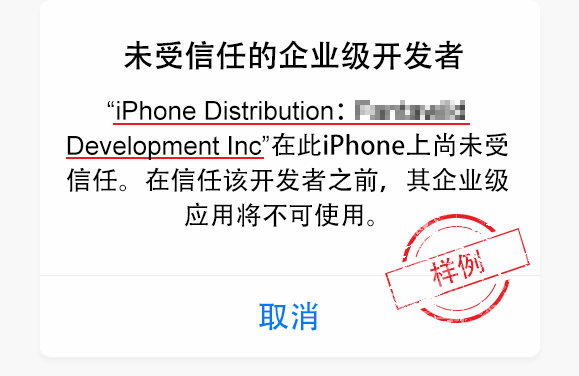 未受信任的企业级开发者
“iPhone Distribution：
Development Inc”在此iPhone上尚未受
信任。在信任该开发者之前，其企业级
应用将不可使用。
样例
取消